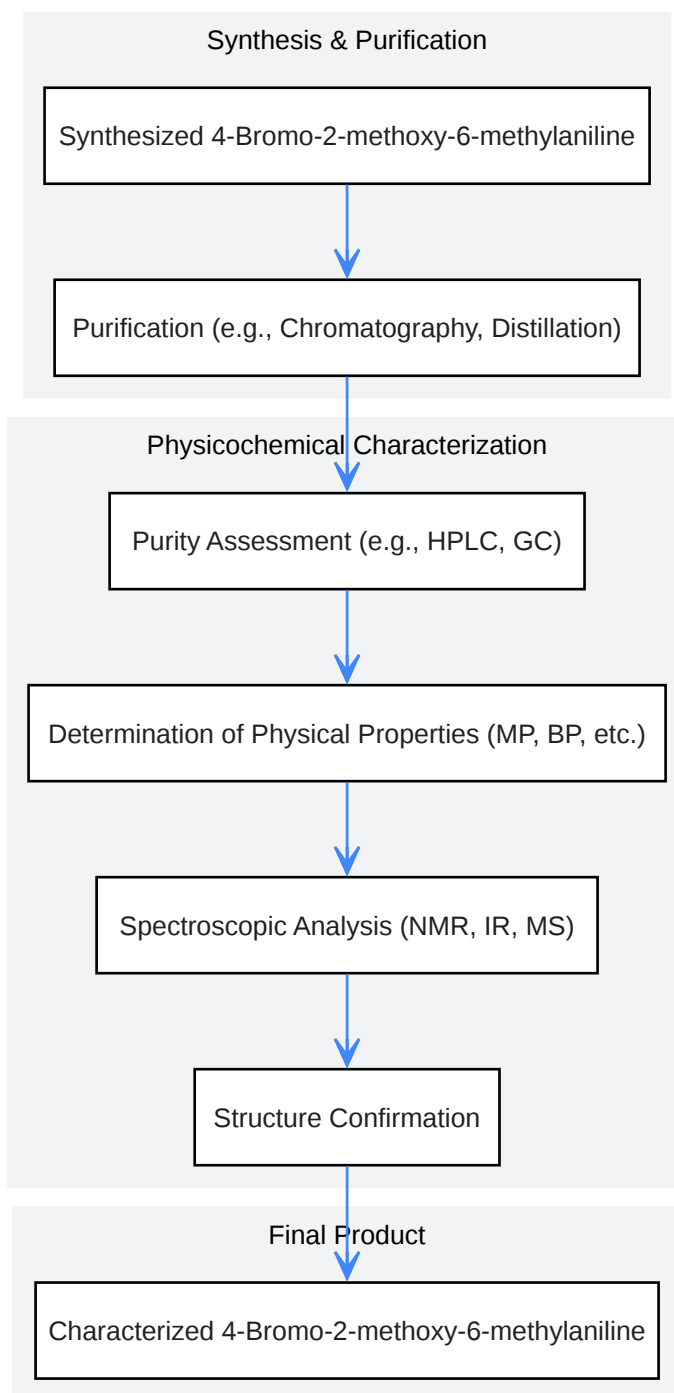 Synthesis & Purification
Synthesized 4-Bromo-2-methoxy-6-methylaniline
Purification (e.g., Chromatography, Distillation)
Physicochemical Characterization
Purity Assessment (e.g., HPLC, GC)
Determination of Physical Properties (MP, BP, etc.)
Spectroscopic Analysis (NMR, IR, MS)
Structure Confirmation
Final Product
Characterized 4-Bromo-2-methoxy-6-methylaniline